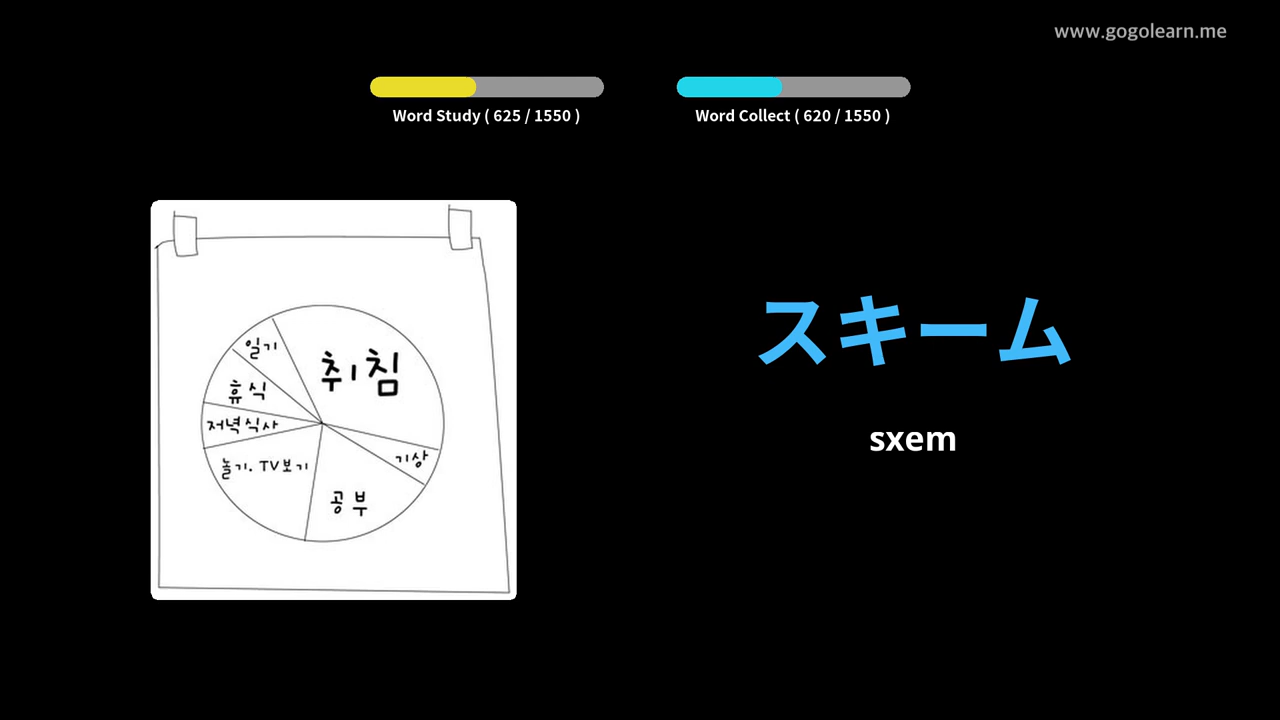 www.gogolearn.me
Word Study ( 625 / 1550 )
Word Collect ( 620 / 1550 )
일기
취침
휴식
저녁식사
놀기. TV보기
기상
공부
スキーム
sxem